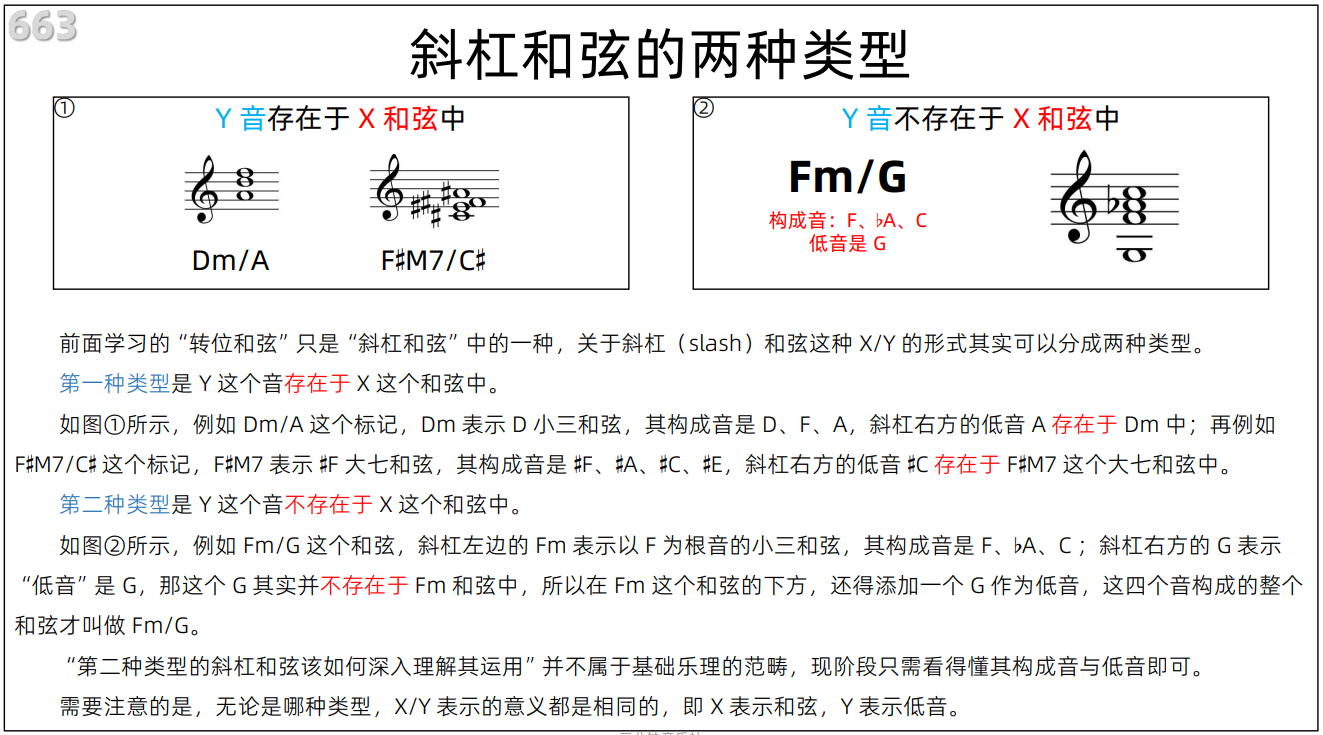 663
斜杠和弦的两种类型
① Y 音存在于 X 和弦中
Dm/A F♯M7/C♯
② Y 音不存在于 X 和弦中
Fm/G
构成音：F、♭A、C
低音是 G
前面学习的“转位和弦”只是“斜杠和弦”中的一种，关于斜杠（slash）和弦这种 X/Y 的形式其实可以分成两种类型。
第一种类型是 Y 这个音存在于 X 这个和弦中。
如图①所示，例如 Dm/A 这个标记，Dm 表示 D 小三和弦，其构成音是 D、F、A，斜杠右方的低音 A 存在于 Dm 中；再例如
F♯M7/C♯ 这个标记，F♯M7 表示 ♯F 大七和弦，其构成音是 ♯F、♯A、♯C、♯E，斜杠右方的低音 ♯C 存在于 F♯M7 这个大七和弦中。
第二种类型是 Y 这个音不存在于 X 这个和弦中。
如图②所示，例如 Fm/G 这个和弦，斜杠左边的 Fm 表示以 F 为根音的小三和弦，其构成音是 F、♭A、C；斜杠右方的 G 表示
“低音”是 G，那这个 G 其实并不存在于 Fm 和弦中，所以在 Fm 这个和弦的下方，还得添加一个 G 作为低音，这四个音构成的整个
和弦才叫做 Fm/G。
“第二种类型的斜杠和弦该如何深入理解其运用”并不属于基础乐理的范畴，现阶段只需看得懂其构成音与低音即可。
需要注意的是，无论是哪种类型，X/Y 表示的意义都是相同的，即 X 表示和弦，Y 表示低音。